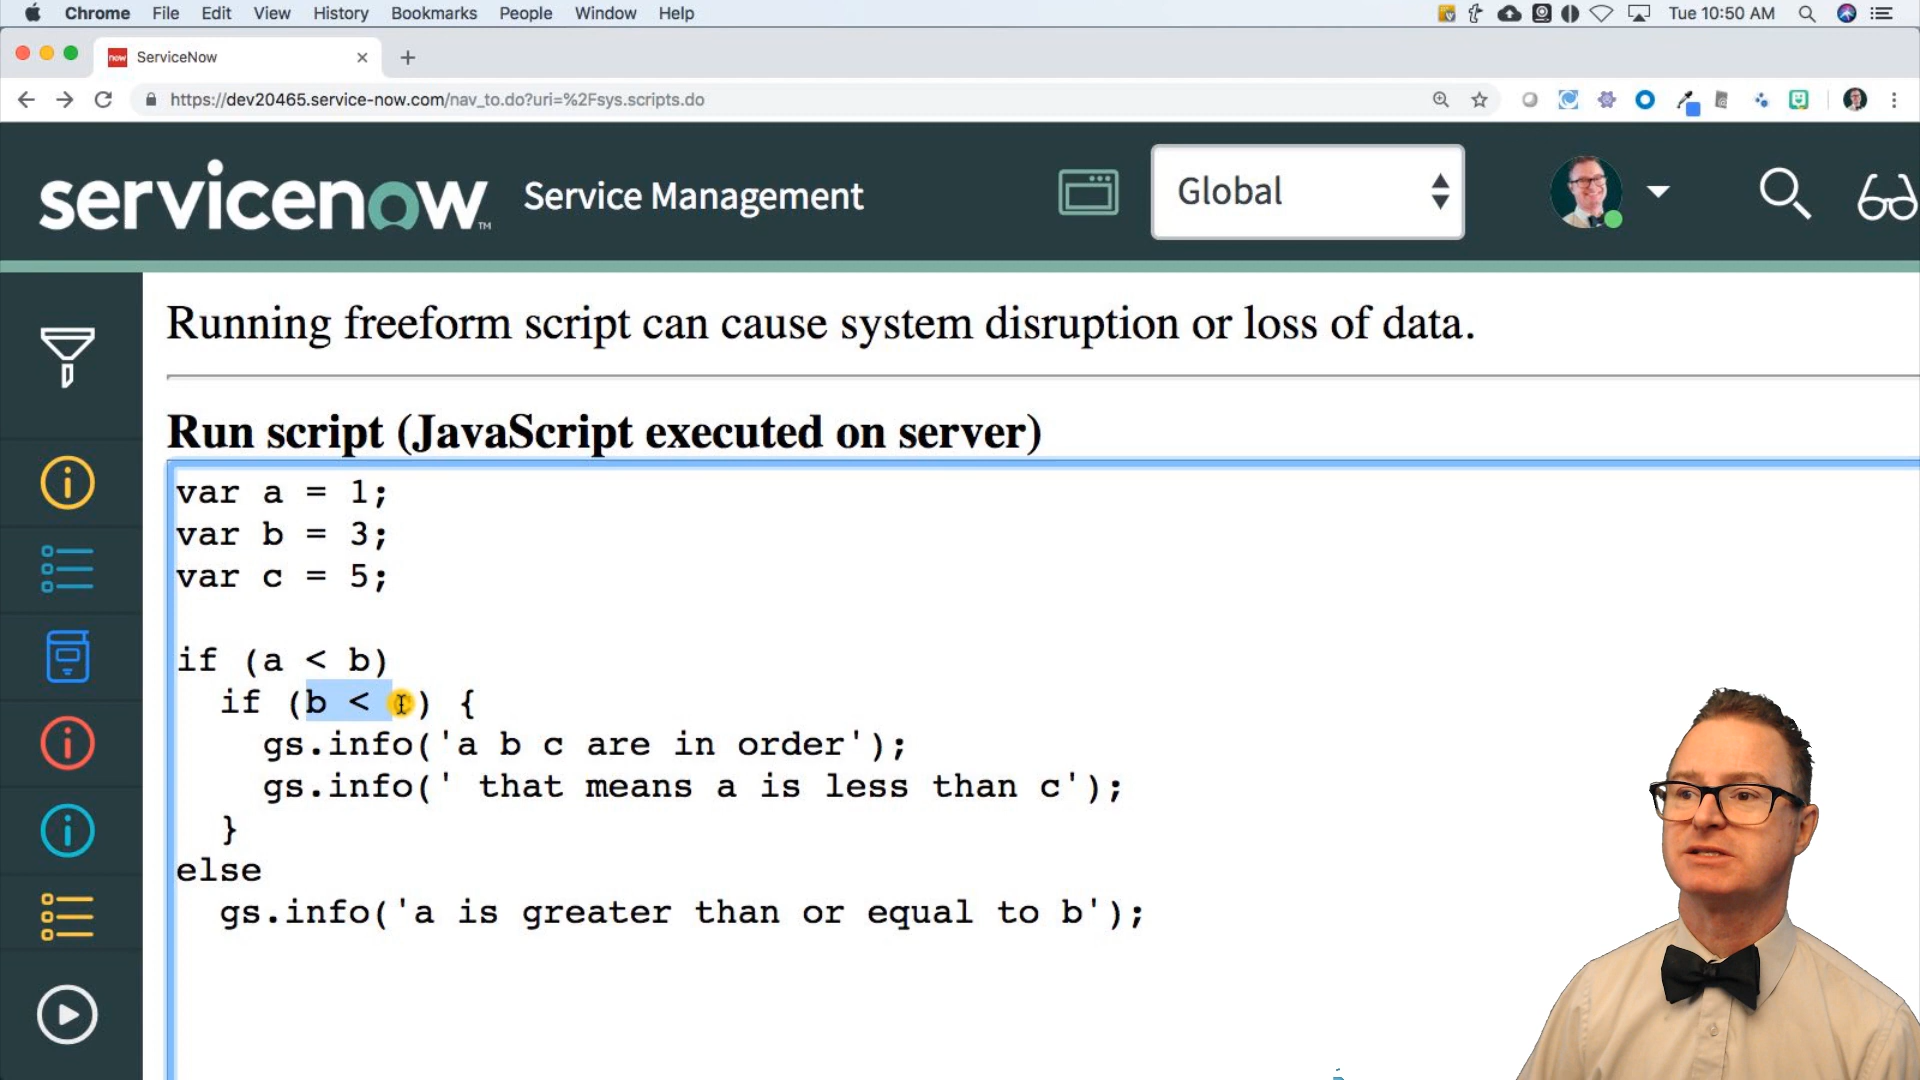 Chrome File Edit View History Bookmarks People Window Help Tue 10:50 AM
now ServiceNow
https://dev20465.service-now.com/nav_to.do?uri=%2Fsys.scripts.do
servicenow™ Service Management Global
Running freeform script can cause system disruption or loss of data.
Run script (JavaScript executed on server)
var a = 1;
var b = 3;
var c = 5;
if (a < b)
if (b < c) {
gs.info('a b c are in order');
gs.info(' that means a is less than c');
}
else
gs.info('a is greater than or equal to b');